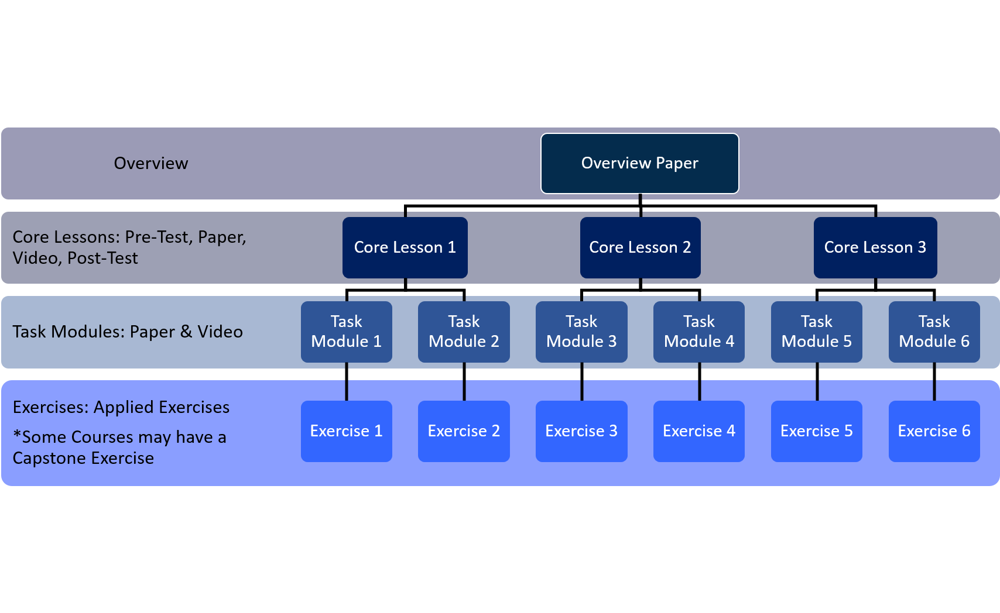 Overview
Overview Paper
Core Lessons: Pre-Test, Paper,
Video, Post-Test
Core Lesson 1
Core Lesson 2
Core Lesson 3
Task Modules: Paper & Video
Task
Module 1
Task
Module 2
Task
Module 3
Task
Module 4
Task
Module 5
Task
Module 6
Exercises: Applied Exercises
*Some Courses may have a
Capstone Exercise
Exercise 1
Exercise 2
Exercise 3
Exercise 4
Exercise 5
Exercise 6